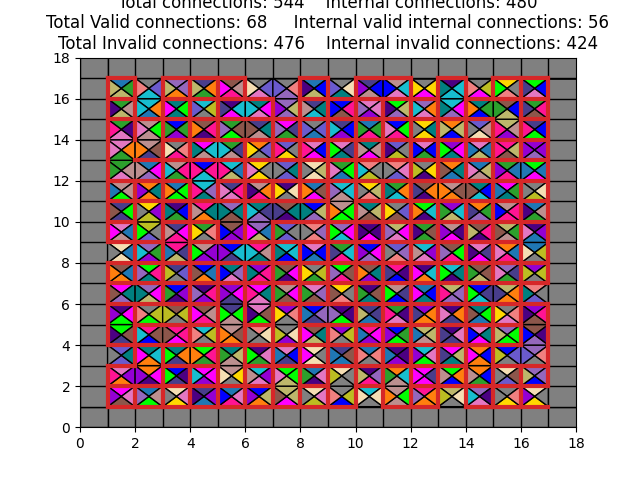 Total connections: 544    Internal connections: 480
Total Valid connections: 68    Internal valid internal connections: 56
Total Invalid connections: 476    Internal invalid connections: 424
18
16
14
12
10
8
6
4
2
0
0 2 4 6 8 10 12 14 16 18